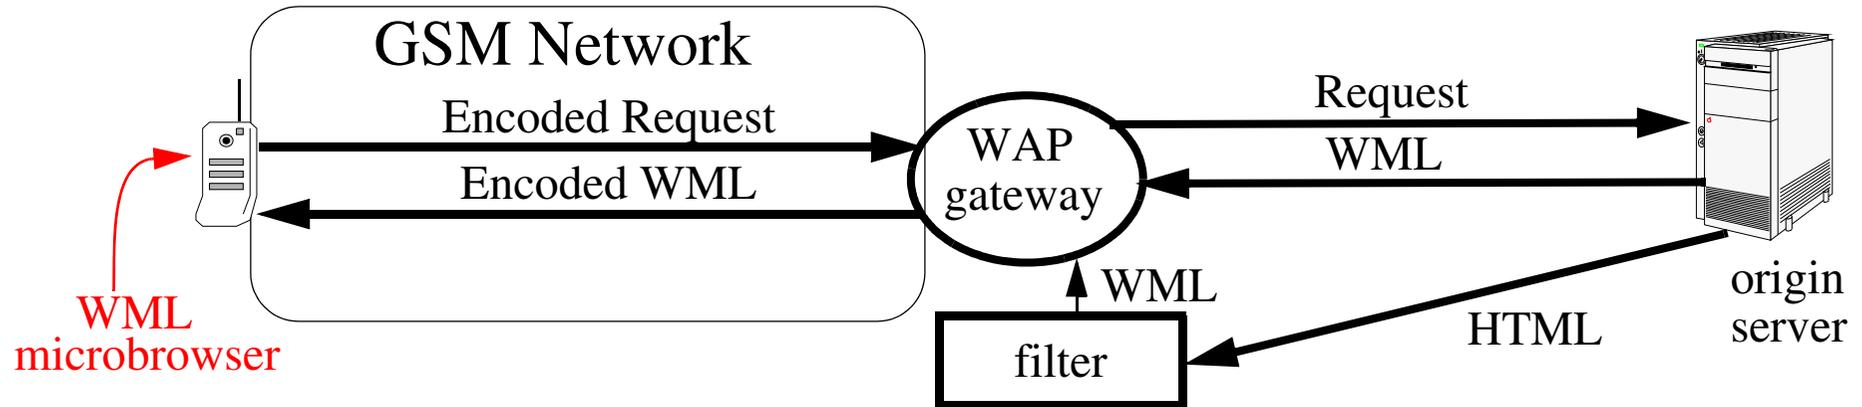 GSM Network
Encoded Request
Encoded WML
WAP
gateway
Request
WML
WML
HTML
filter
origin
server
WML
microbrowser